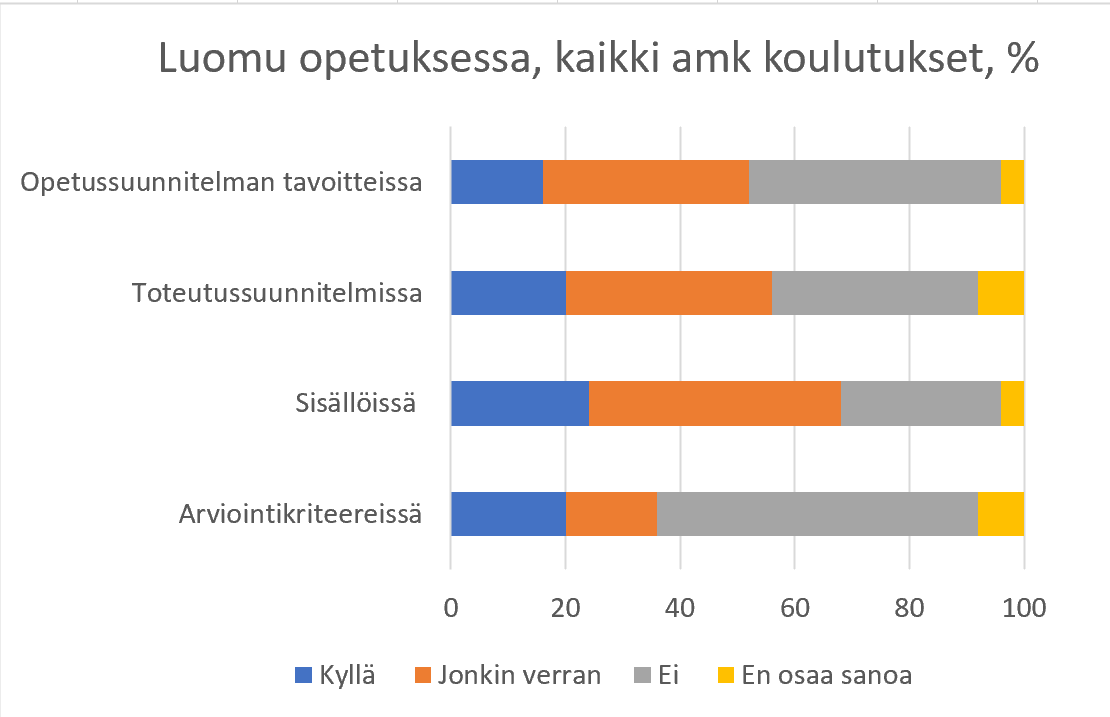 Luomu opetuksessa, kaikki amk koulutukset, %
Opetussuunnitelman tavoitteissa
Toteutussuunnitelmissa
Sisällöissä
Arviointikriteereissä
0 20 40 60 80 100
Kyllä Jonkin verran Ei En osaa sanoa